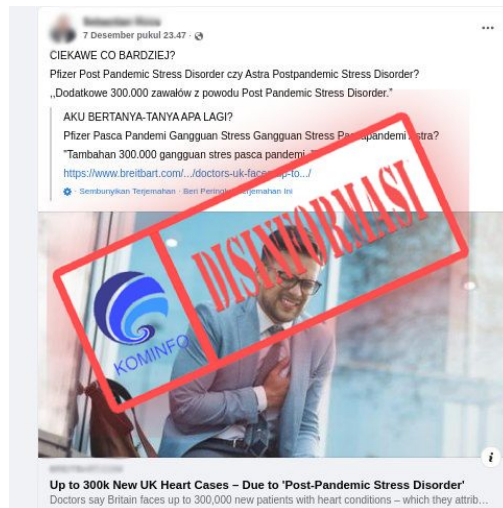 7 Desember pukul 23.47 ·
CIEKAWE CO BARDZIEJ?
Pfizer Post Pandemic Stress Disorder czy Astra Postpandemic Stress Disorder?
,,Dodatkowe 300.000 zawałów z powodu Post Pandemic Stress Disorder."
AKU BERTANYA-TANYA APA LAGI?
Pfizer Pasca Pandemi Gangguan Stress Gangguan Stress Pascapandemi Astra?
"Tambahan 300.000 gangguan stres pasca pandemi
https://www.breitbart.com/.../doctors-uk-faces-up-to.../
· Sembunyikan Terjemahan · Beri Peringkat Terjemahan Ini
DISINFORMASI
KOMINFO
Up to 300k New UK Heart Cases – Due to 'Post-Pandemic Stress Disorder'
Doctors say Britain faces up to 300,000 new patients with heart conditions – which they attrib...